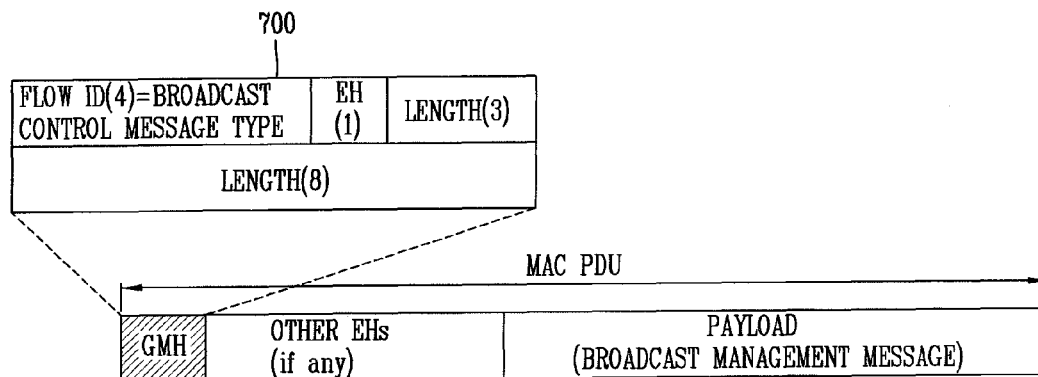 700
FLOW ID(4)=BROADCAST
CONTROL MESSAGE TYPE
EH
(1)
LENGTH(3)
LENGTH(8)
MAC PDU
GMH
OTHER EHs
(if any)
PAYLOAD
(BROADCAST MANAGEMENT MESSAGE)